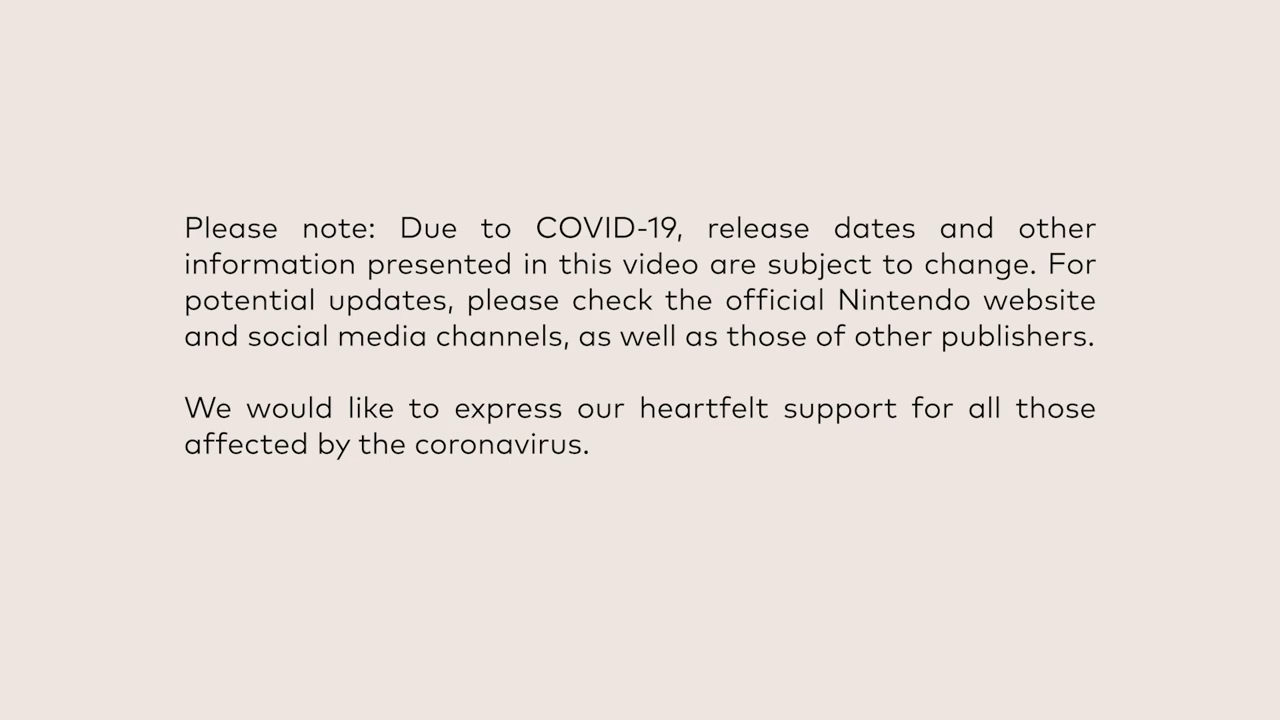 Please note: Due to COVID-19, release dates and other
information presented in this video are subject to change. For
potential updates, please check the official Nintendo website
and social media channels, as well as those of other publishers.
We would like to express our heartfelt support for all those
affected by the coronavirus.